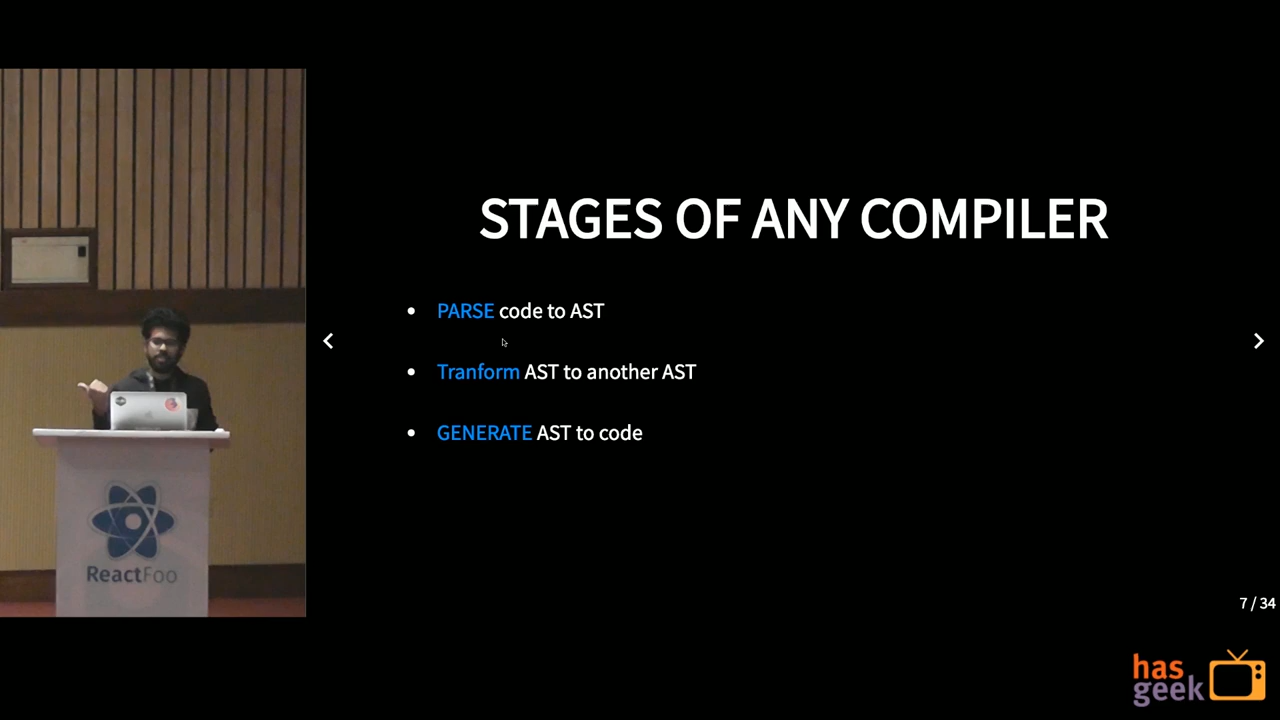 STAGES OF ANY COMPILER
PARSE code to AST
Tranform AST to another AST
GENERATE AST to code
ReactFoo
7 / 34
has
geek